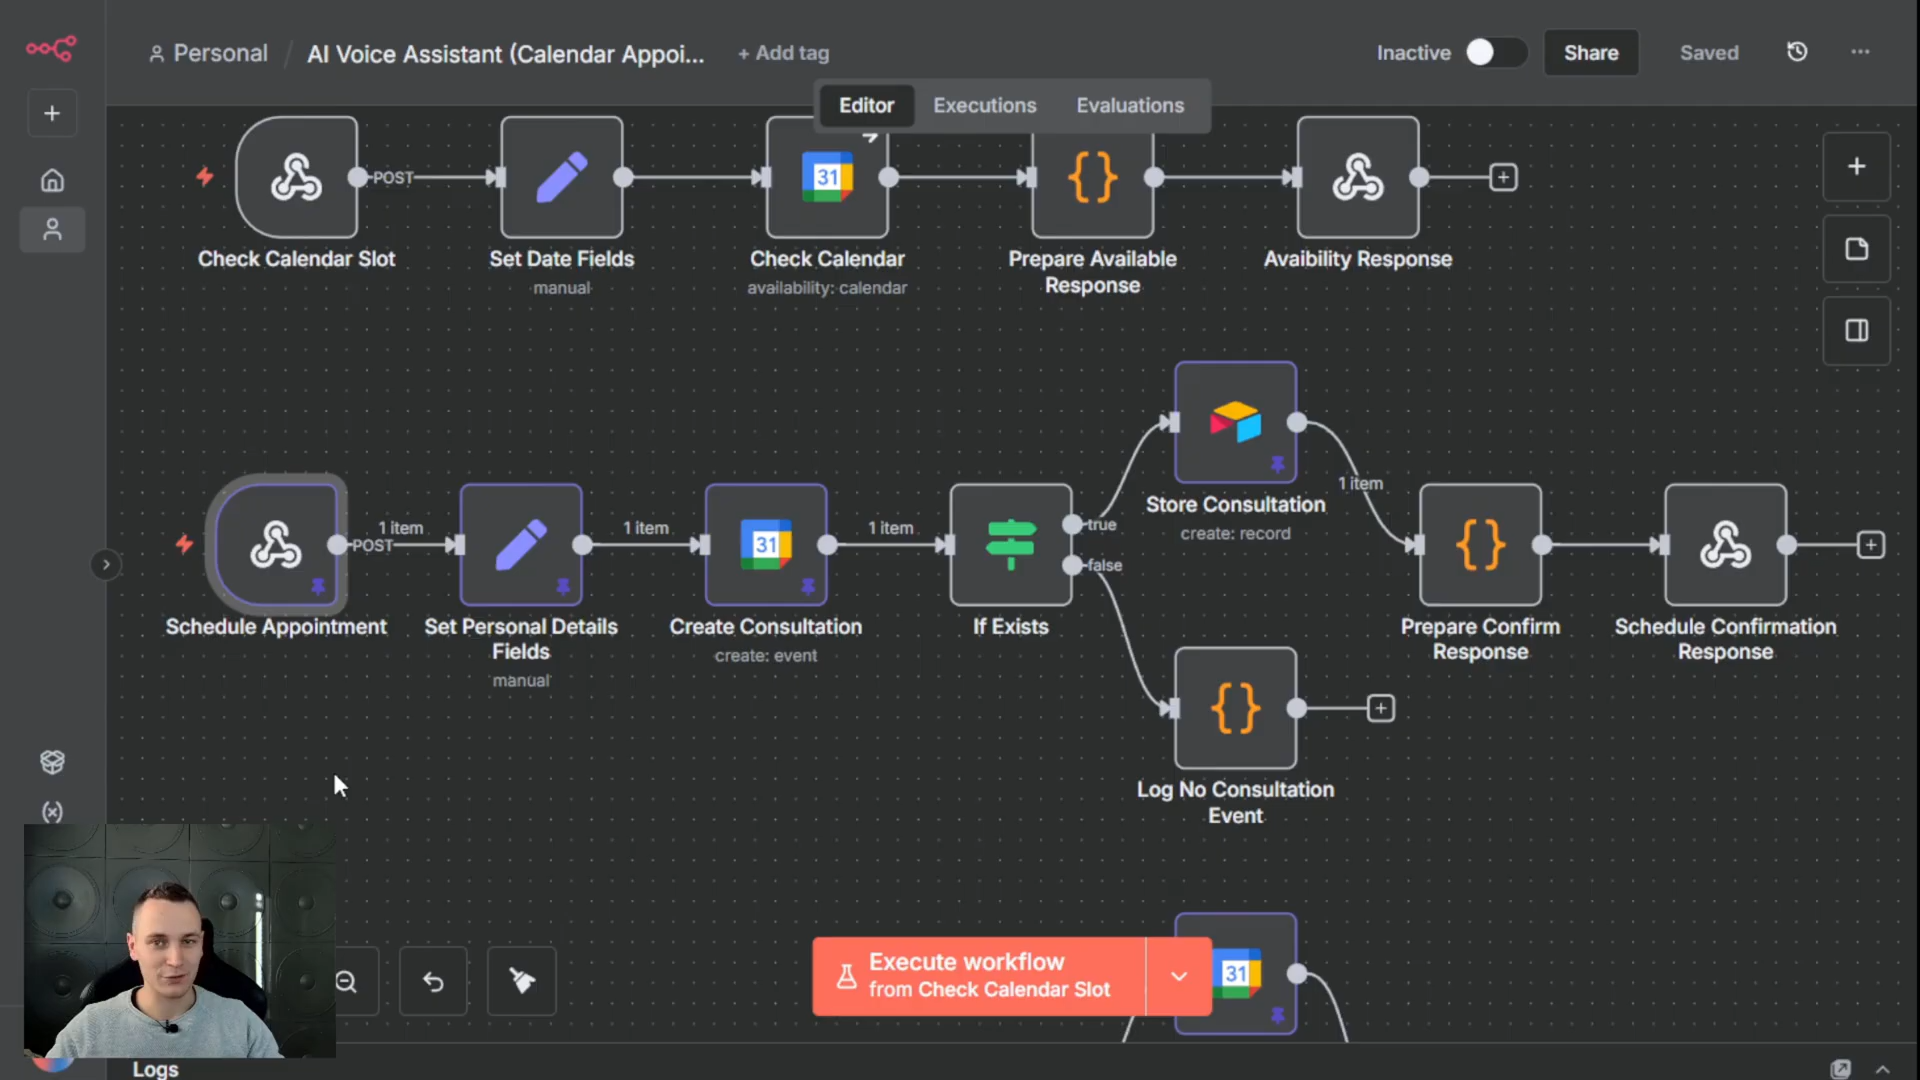 Personal / AI Voice Assistant (Calendar Appoi... + Add tag
Inactive Share Saved
Editor Executions Evaluations
POST
Check Calendar Slot
Set Date Fields
manual
31
Check Calendar
availability: calendar
Prepare Available
Response
Avaibility Response
Schedule Appointment
1 item
POST
Set Personal Details
Fields
manual
1 item
31
Create Consultation
create: event
1 item
If Exists
true
false
Store Consultation
create: record
1 item
Log No Consultation
Event
Prepare Confirm
Response
Schedule Confirmation
Response
Execute workflow
from Check Calendar Slot
31
Logs